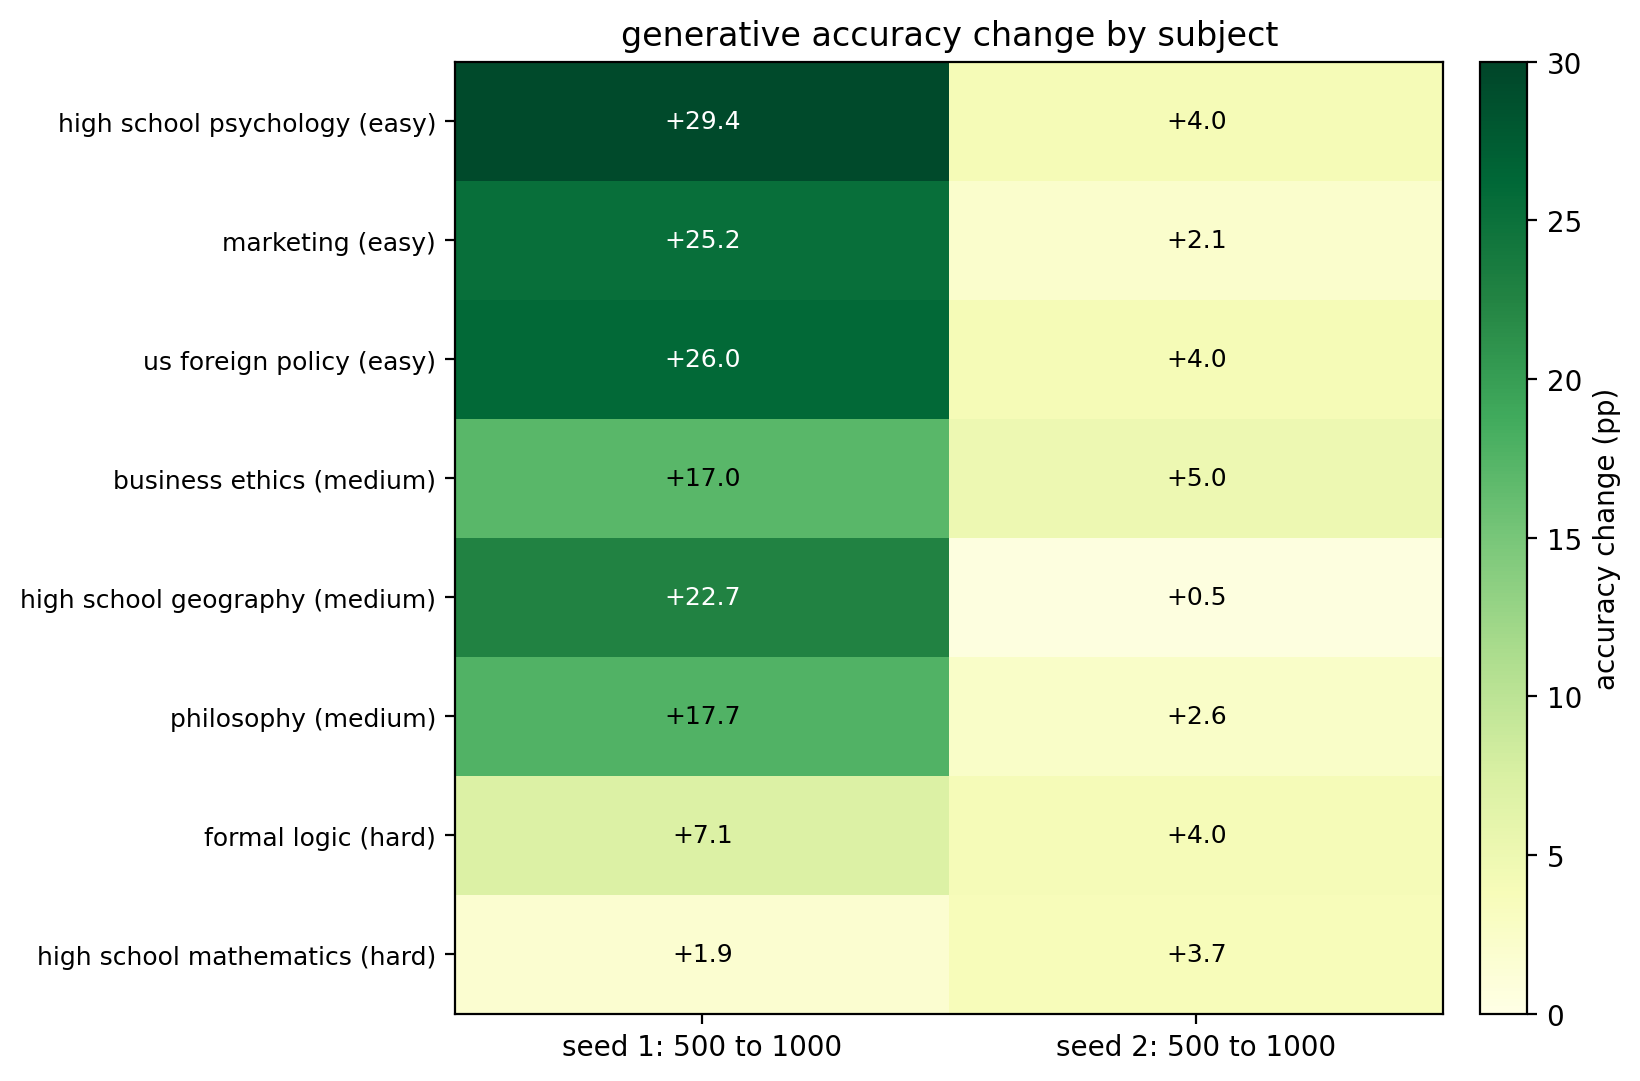 generative accuracy change by subject
high school psychology (easy)
+29.4
+4.0
marketing (easy)
+25.2
+2.1
us foreign policy (easy)
+26.0
+4.0
business ethics (medium)
+17.0
+5.0
high school geography (medium)
+22.7
+0.5
philosophy (medium)
+17.7
+2.6
formal logic (hard)
+7.1
+4.0
high school mathematics (hard)
+1.9
+3.7
seed 1: 500 to 1000
seed 2: 500 to 1000
30
25
20
15
10
5
0
accuracy change (pp)